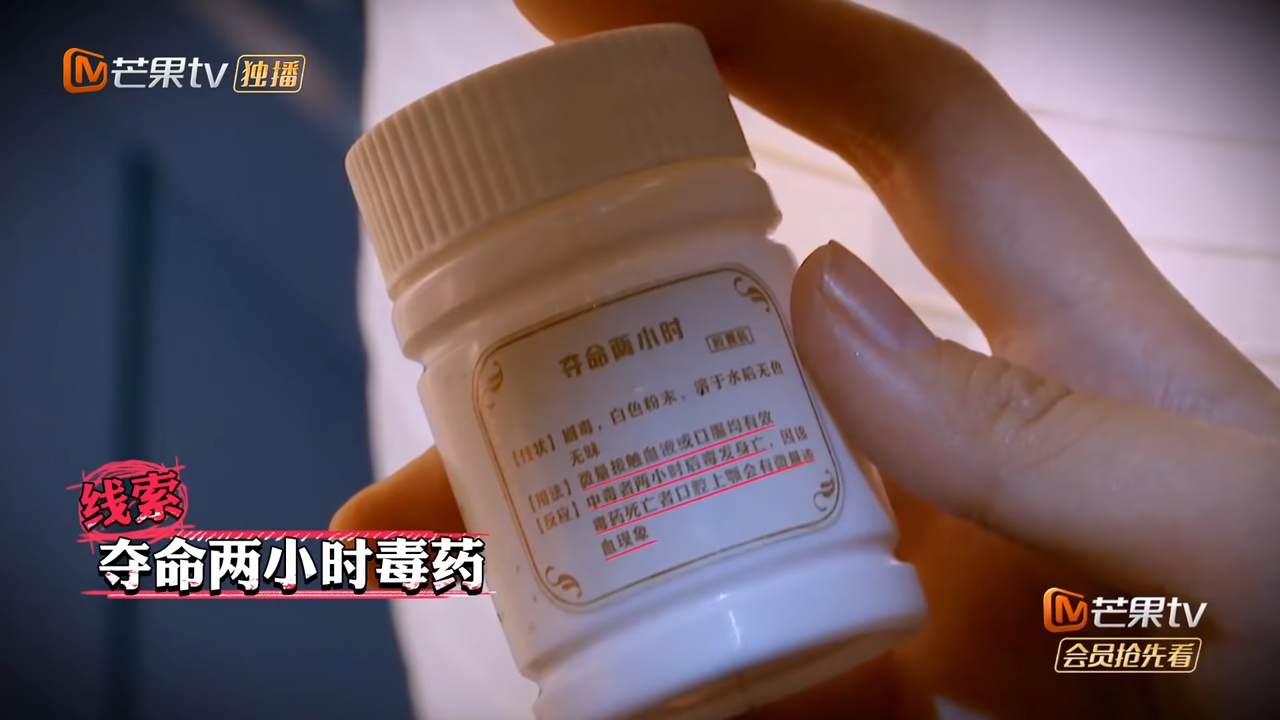 芒果tv 独播
夺命两小时 胶囊装
【性状】剧毒,白色粉末,溶于水后无色
无味
【用法】微量接触血液或口服均有效
【反应】中毒者两小时后毒发身亡,因该
毒药死亡者口腔上颚会有微量渗
血现象
线索
夺命两小时毒药
芒果tv
会员抢先看